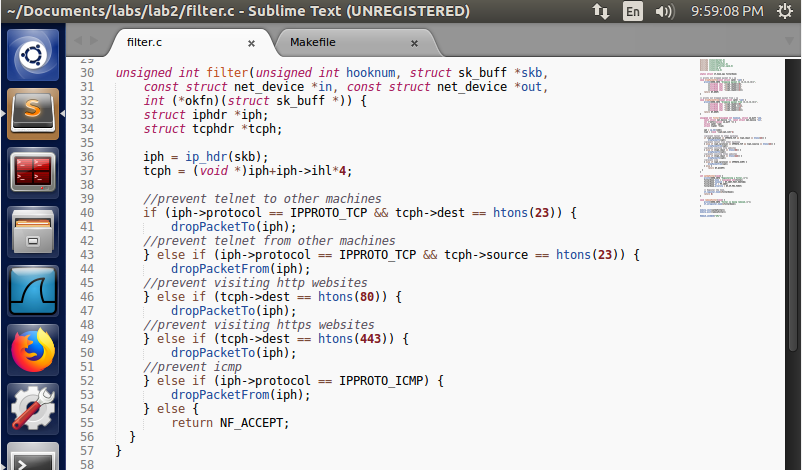 ~/Documents/labs/lab2/filter.c - Sublime Text (UNREGISTERED) En 9:59:08 PM
filter.c × Makefile ×
29
30 unsigned int filter(unsigned int hooknum, struct sk_buff *skb,
31     const struct net_device *in, const struct net_device *out,
32     int (*okfn)(struct sk_buff *)) {
33     struct iphdr *iph;
34     struct tcphdr *tcph;
35
36     iph = ip_hdr(skb);
37     tcph = (void *)iph+iph->ihl*4;
38
39     //prevent telnet to other machines
40     if (iph->protocol == IPPROTO_TCP && tcph->dest == htons(23)) {
41         dropPacketTo(iph);
42     //prevent telnet from other machines
43     } else if (iph->protocol == IPPROTO_TCP && tcph->source == htons(23)) {
44         dropPacketFrom(iph);
45     //prevent visiting http websites
46     } else if (tcph->dest == htons(80)) {
47         dropPacketTo(iph);
48     //prevent visiting https websites
49     } else if (tcph->dest == htons(443)) {
50         dropPacketTo(iph);
51     //prevent icmp
52     } else if (iph->protocol == IPPROTO_ICMP) {
53         dropPacketFrom(iph);
54     } else {
55         return NF_ACCEPT;
56   }
57 }
58